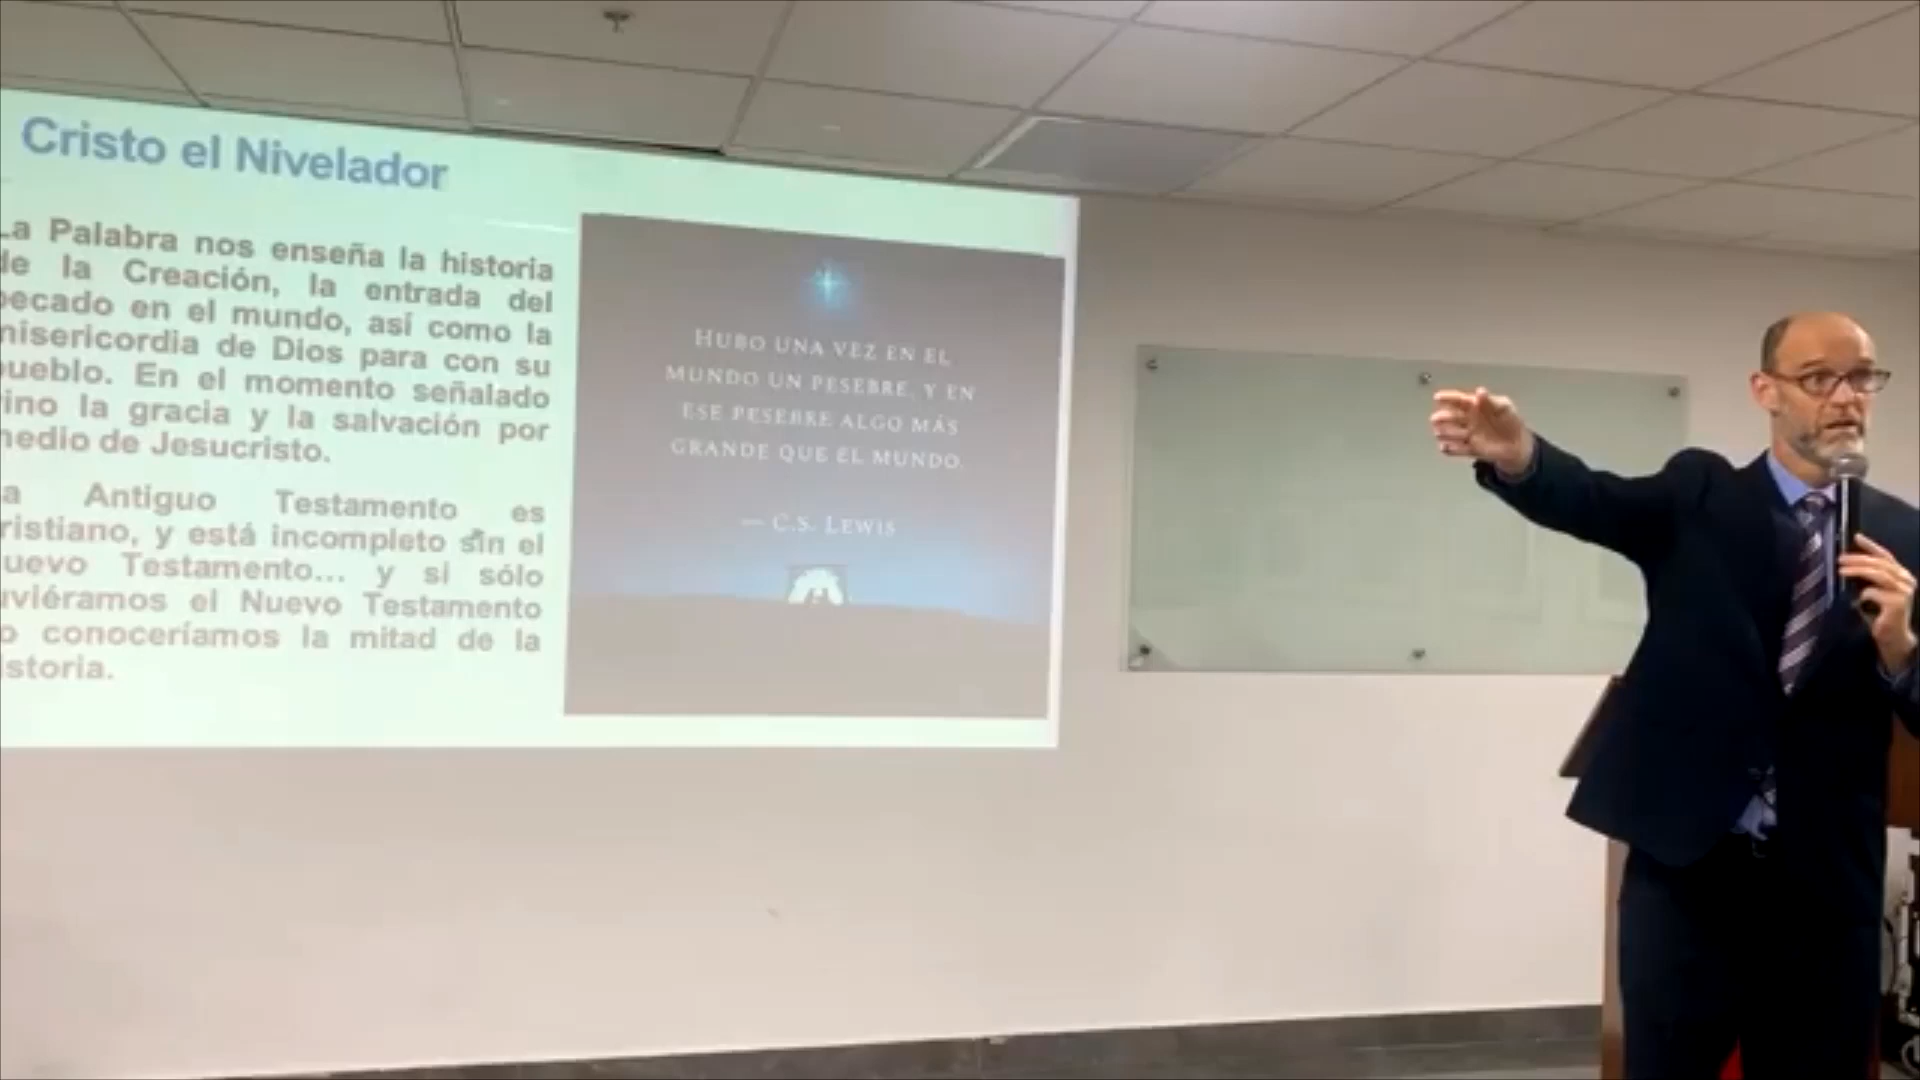 Cristo el Nivelador
La Palabra nos enseña la historia
de la Creación, la entrada del
pecado en el mundo, así como la
misericordia de Dios para con su
pueblo. En el momento señalado
vino la gracia y la salvación por
medio de Jesucristo.
a Antiguo Testamento es
ristiano, y está incompleto sin el
uevo Testamento... y si sólo
uviéramos el Nuevo Testamento
o conoceríamos la mitad de la
istoria.
HUBO UNA VEZ EN EL
MUNDO UN PESEBRE, Y EN
ESE PESEBRE ALGO MÁS
GRANDE QUE EL MUNDO.
— C.S. LEWIS